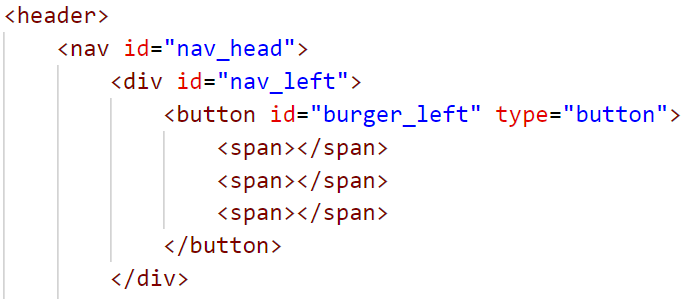 <header>
<nav id="nav_head">
<div id="nav_left">
<button id="burger_left" type="button">
<span></span>
<span></span>
<span></span>
</button>
</div>